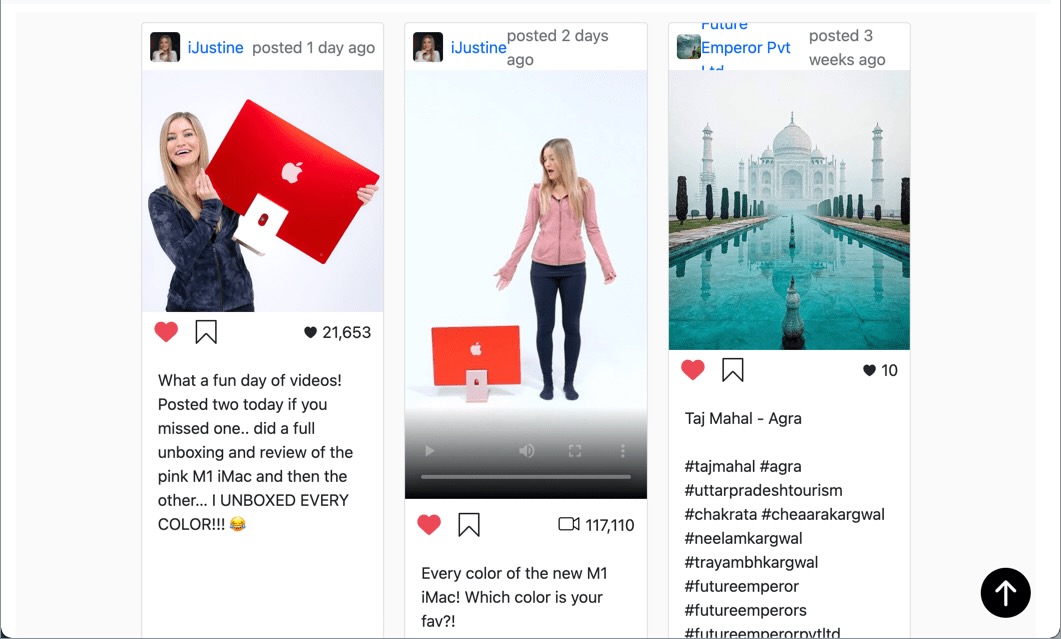 iJustine posted 1 day ago
21,653
What a fun day of videos!
Posted two today if you
missed one.. did a full
unboxing and review of the
pink M1 iMac and then the
other... I UNBOXED EVERY
COLOR!!! 😂
iJustine
posted 2 days
ago
117,110
Every color of the new M1
iMac! Which color is your
fav?!
Future
Emperor Pvt
Ltd
posted 3
weeks ago
10
Taj Mahal - Agra
#tajmahal #agra
#uttarpradeshtourism
#chakrata #cheaarakargwal
#neelamkargwal
#trayambhkargwal
#futureemperor
#futureemperors
#futureemperorpvtltd